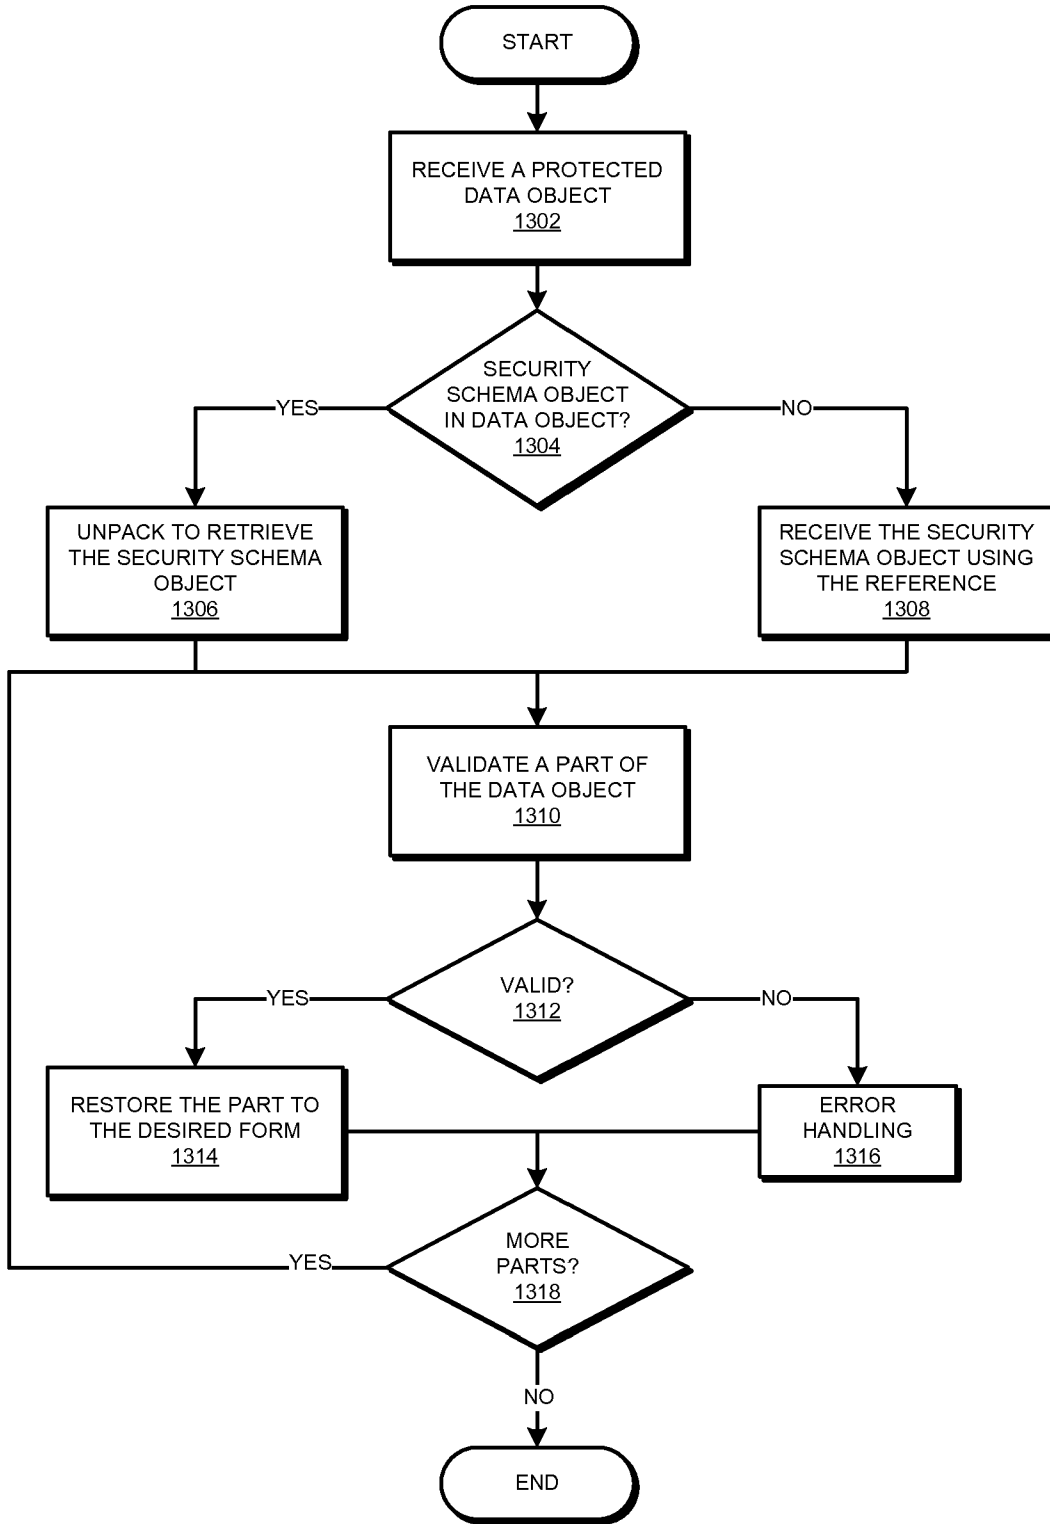 START
RECEIVE A PROTECTED
DATA OBJECT
1302
SECURITY
SCHEMA OBJECT
IN DATA OBJECT?
1304
YES
NO
UNPACK TO RETRIEVE
THE SECURITY SCHEMA
OBJECT
1306
RECEIVE THE SECURITY
SCHEMA OBJECT USING
THE REFERENCE
1308
VALIDATE A PART OF
THE DATA OBJECT
1310
VALID?
1312
YES
NO
RESTORE THE PART TO
THE DESIRED FORM
1314
ERROR
HANDLING
1316
MORE
PARTS?
1318
YES
NO
END